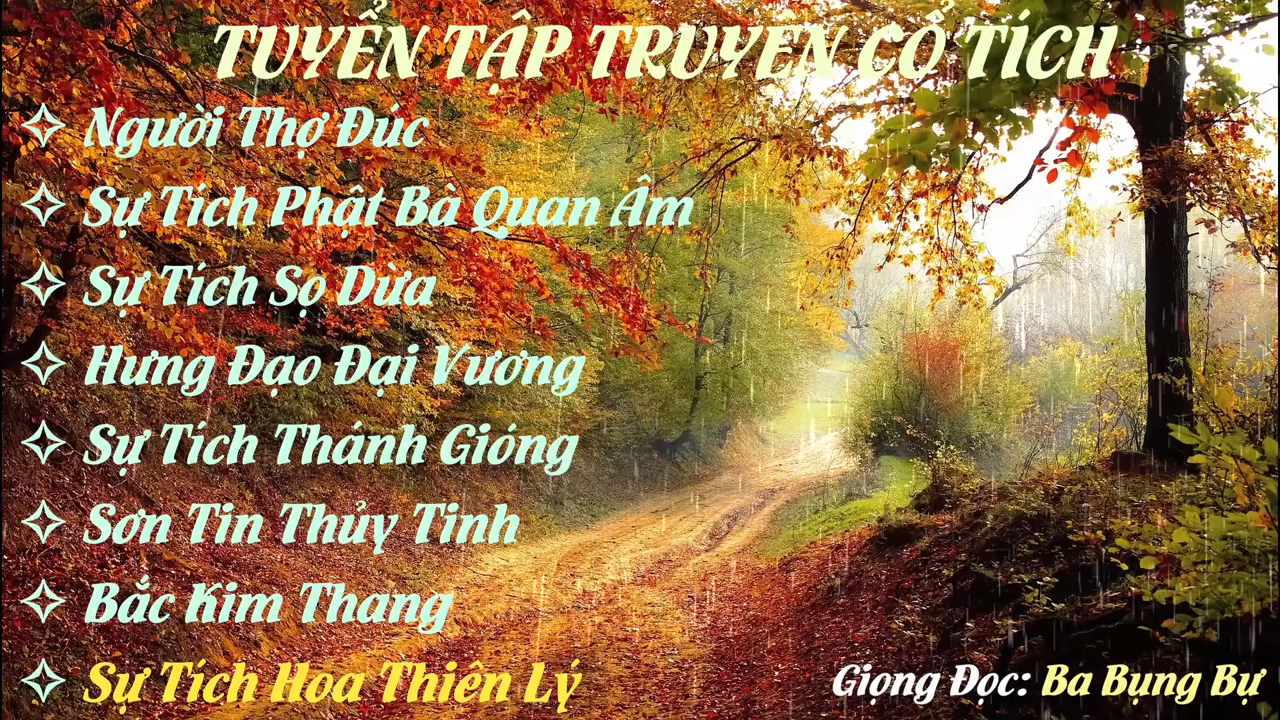 TUYỂN TẬP TRUYỆN CỔ TÍCH
Người Thợ Đúc
Sự Tích Phật Bà Quan Âm
Sự Tích Sọ Dừa
Hưng Đạo Đại Vương
Sự Tích Thánh Gióng
Sơn Tin Thủy Tinh
Bắc Kim Thang
Sự Tích Hoa Thiên Lý
Giọng Đọc: Ba Bụng Bự